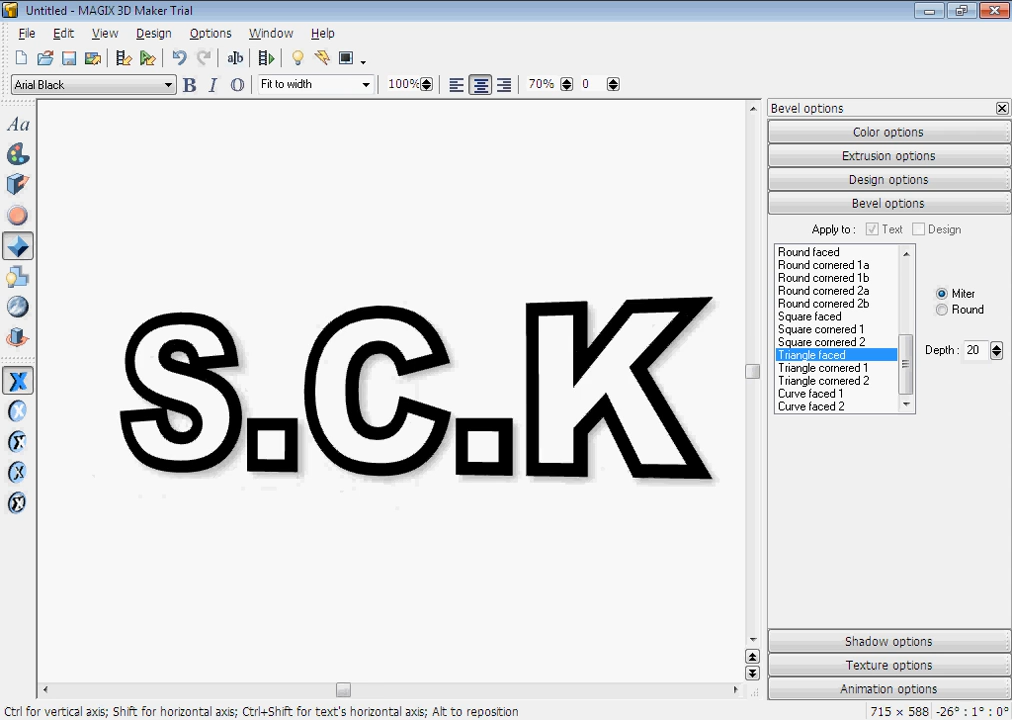 Untitled - MAGIX 3D Maker Trial
File Edit View Design Options Window Help
Arial Black B I O Fit to width 100% 70% 0
Aa
Bevel options
Color options
Extrusion options
Design options
Bevel options
Apply to : Text Design
Round faced
Round cornered 1a
Round cornered 1b
Round cornered 2a
Round cornered 2b
Square faced
Square cornered 1
Square cornered 2
Triangle faced
Triangle cornered 1
Triangle cornered 2
Curve faced 1
Curve faced 2
Miter
Round
Depth : 20
S.C.K
Shadow options
Texture options
Animation options
Ctrl for vertical axis; Shift for horizontal axis; Ctrl+Shift for text's horizontal axis; Alt to reposition
715 × 588 -26° : 1° : 0°